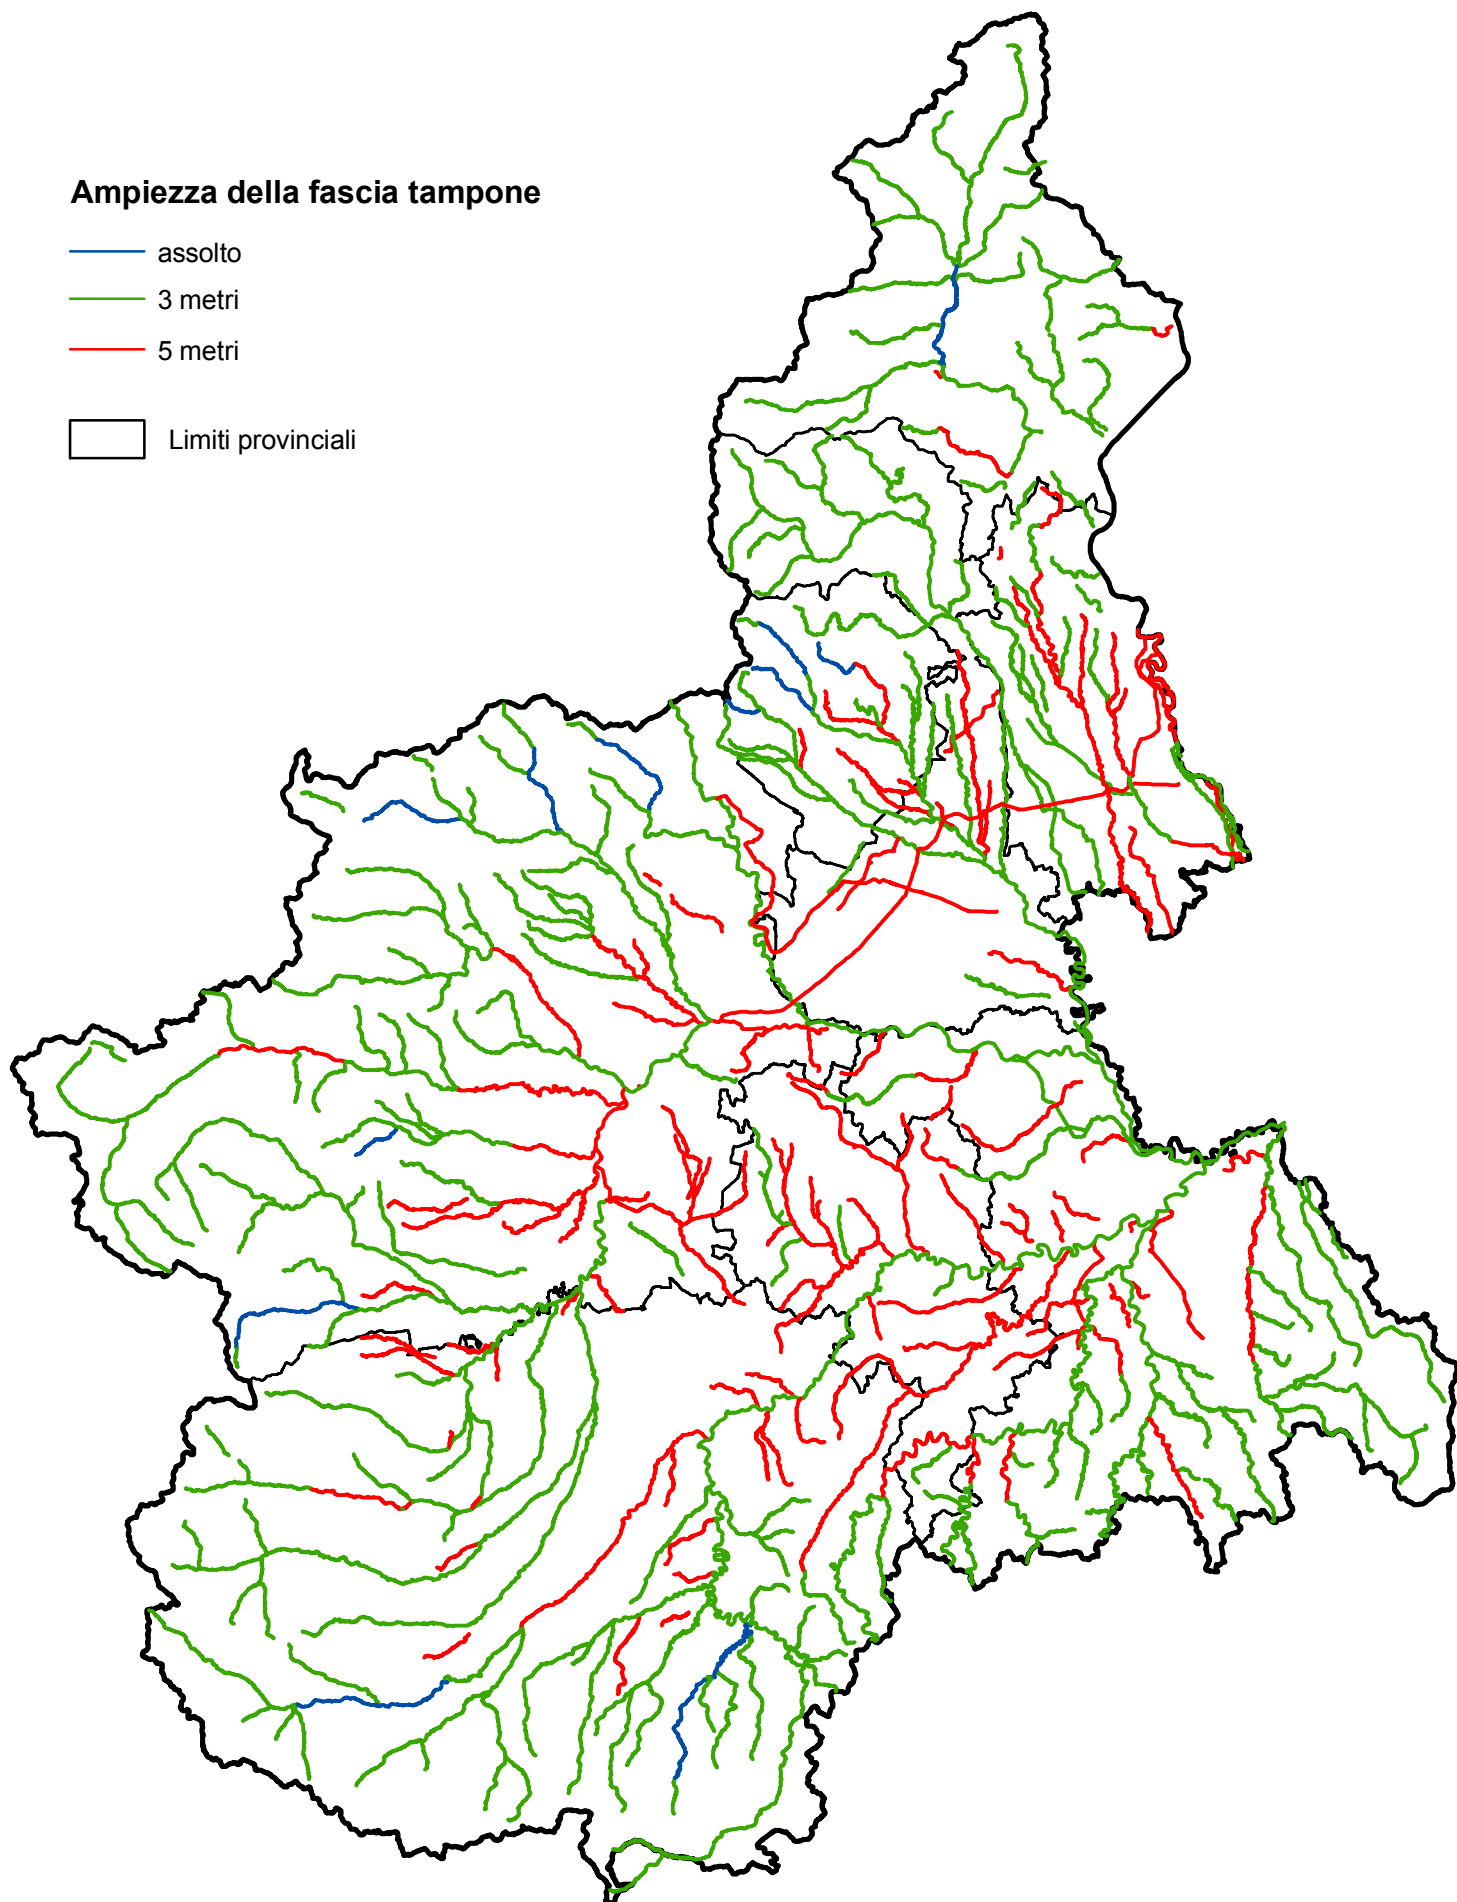 Ampiezza della fascia tampone
assolto
3 metri
5 metri
Limiti provinciali